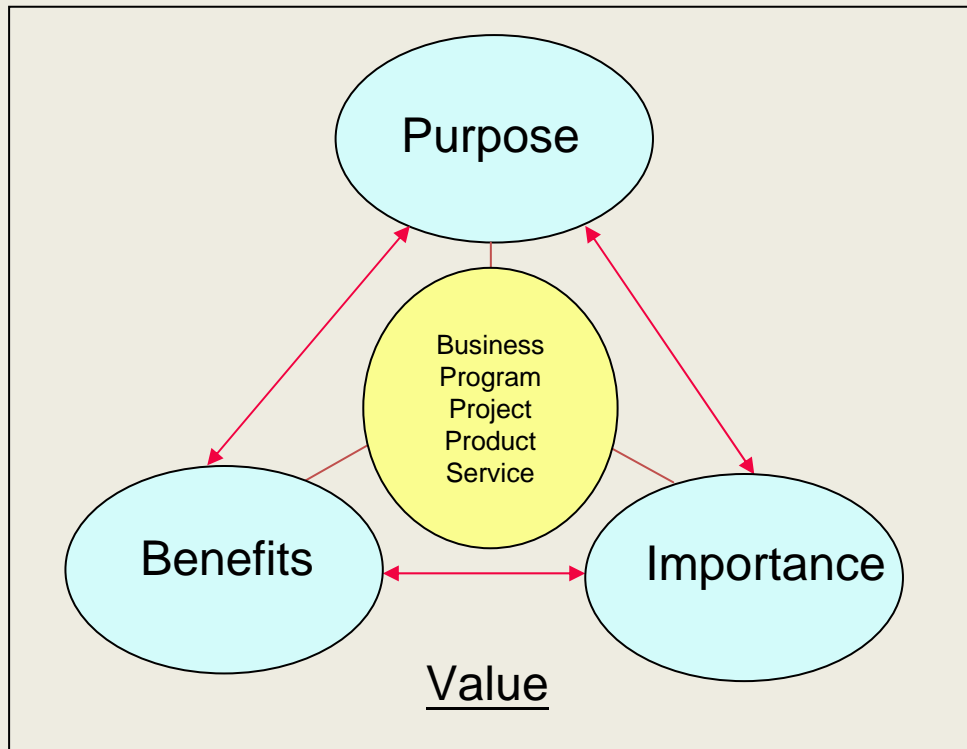 Purpose
Business
Program
Project
Product
Service
Benefits
Importance
Value